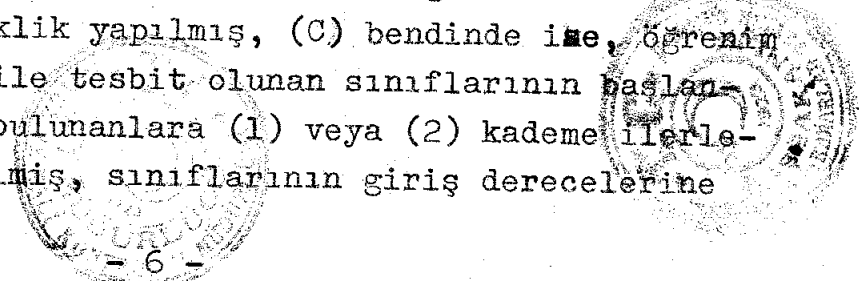 klik yapılmış, (C) bendinde ise, öğrenim
ile tesbit olunan sınıflarının başlan-
bulunanlara (1) veya (2) kademe ilerle-
miş, sınıflarının giriş derecelerine
- 6 -